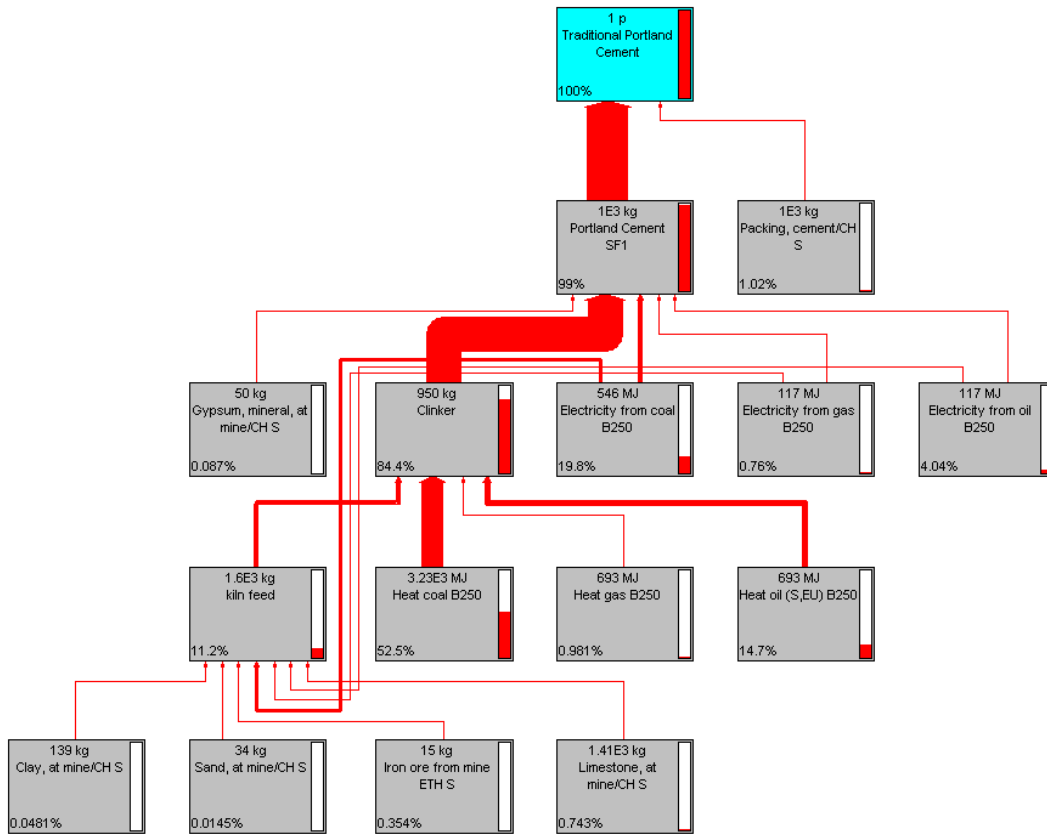 1 p
Traditional Portland
Cement
100%
1E3 kg
Portland Cement
SF1
99%
1E3 kg
Packing, cement/CH
S
1.02%
50 kg
Gypsum, mineral, at
mine/CH S
0.087%
950 kg
Clinker
84.4%
546 MJ
Electricity from coal
B250
19.8%
117 MJ
Electricity from gas
B250
0.76%
117 MJ
Electricity from oil
B250
4.04%
1.6E3 kg
kiln feed
11.2%
3.23E3 MJ
Heat coal B250
52.5%
693 MJ
Heat gas B250
0.981%
693 MJ
Heat oil (S,EU) B250
14.7%
139 kg
Clay, at mine/CH S
0.0481%
34 kg
Sand, at mine/CH S
0.0145%
15 kg
Iron ore from mine
ETH S
0.354%
1.41E3 kg
Limestone, at
mine/CH S
0.743%